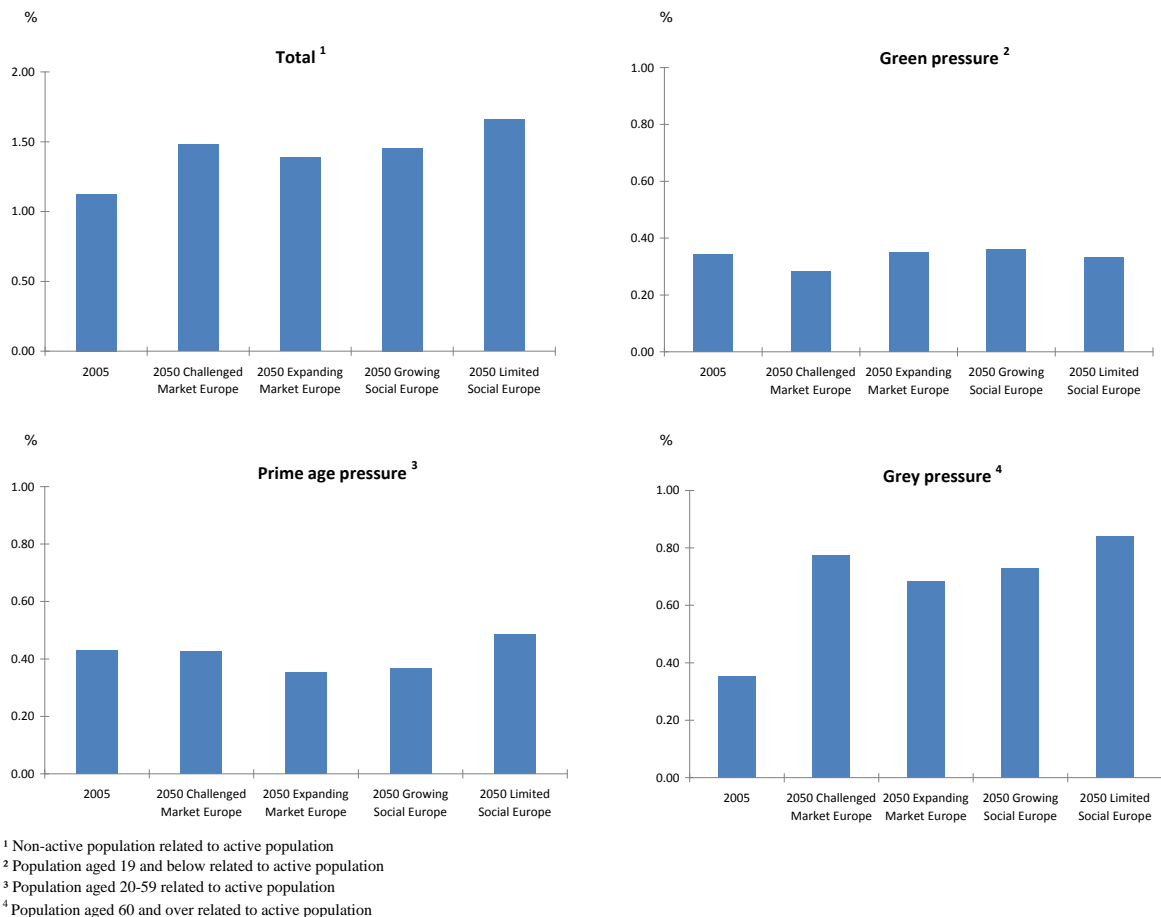 %
Total ¹
2.00
1.50
1.00
0.50
0.00
2005
2050 Challenged
Market Europe
2050 Expanding
Market Europe
2050 Growing
Social Europe
2050 Limited
Social Europe
%
Green pressure ²
1.00
0.80
0.60
0.40
0.20
0.00
2005
2050 Challenged
Market Europe
2050 Expanding
Market Europe
2050 Growing
Social Europe
2050 Limited
Social Europe
%
Prime age pressure ³
1.00
0.80
0.60
0.40
0.20
0.00
2005
2050 Challenged
Market Europe
2050 Expanding
Market Europe
2050 Growing
Social Europe
2050 Limited
Social Europe
%
Grey pressure ⁴
1.00
0.80
0.60
0.40
0.20
0.00
2005
2050 Challenged
Market Europe
2050 Expanding
Market Europe
2050 Growing
Social Europe
2050 Limited
Social Europe
¹ Non-active population related to active population
² Population aged 19 and below related to active population
³ Population aged 20-59 related to active population
⁴ Population aged 60 and over related to active population